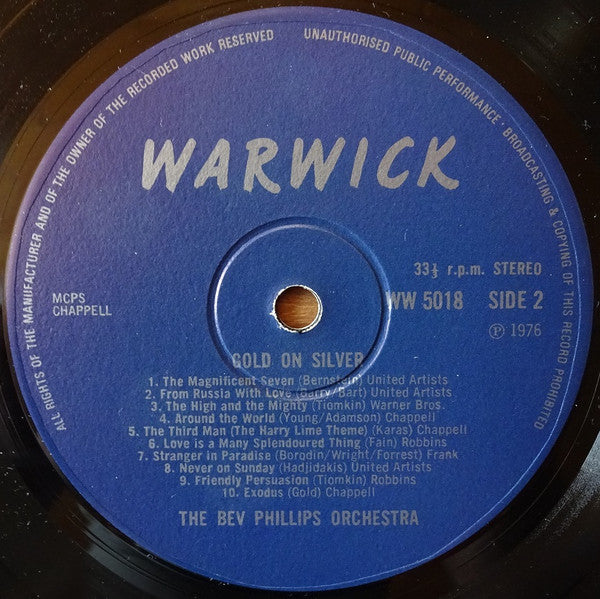 ALL RIGHTS OF THE MANUFACTURER AND OF THE OWNER OF THE RECORDED WORK RESERVED
UNAUTHORISED PUBLIC PERFORMANCE · BROADCASTING & COPYING OF THIS RECORD PROHIBITED
WARWICK
33⅓ r.p.m. STEREO
MCPS
CHAPPELL
WW 5018 SIDE 2
Ⓟ 1976
GOLD ON SILVER
1. The Magnificent Seven (Bernstein) United Artists
2. From Russia With Love (Barry/Bart) United Artists
3. The High and the Mighty (Tiomkin) Warner Bros.
4. Around the World (Young/Adamson) Chappell
5. The Third Man (The Harry Lime Theme) (Karas) Chappell
6. Love is a Many Splendoured Thing (Fain) Robbins
7. Stranger in Paradise (Borodin/Wright/Forrest) Frank
8. Never on Sunday (Hadjidakis) United Artists
9. Friendly Persuasion (Tiomkin) Robbins
10. Exodus (Gold) Chappell
THE BEV PHILLIPS ORCHESTRA